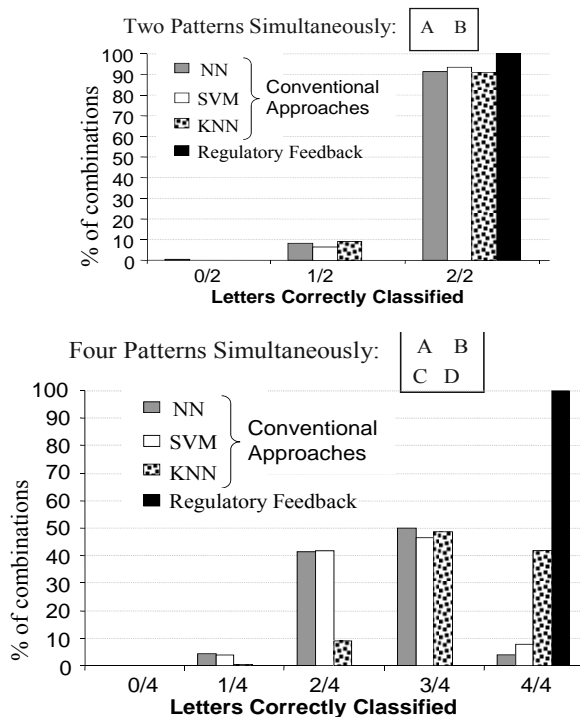 Two Patterns Simultaneously: A B
NN
SVM
KNN
Conventional
Approaches
Regulatory Feedback
% of combinations
100
90
80
70
60
50
40
30
20
10
0
0/2 1/2 2/2
Letters Correctly Classified
Four Patterns Simultaneously: A B
C D
NN
SVM
KNN
Conventional
Approaches
Regulatory Feedback
% of combinations
100
90
80
70
60
50
40
30
20
10
0
0/4 1/4 2/4 3/4 4/4
Letters Correctly Classified